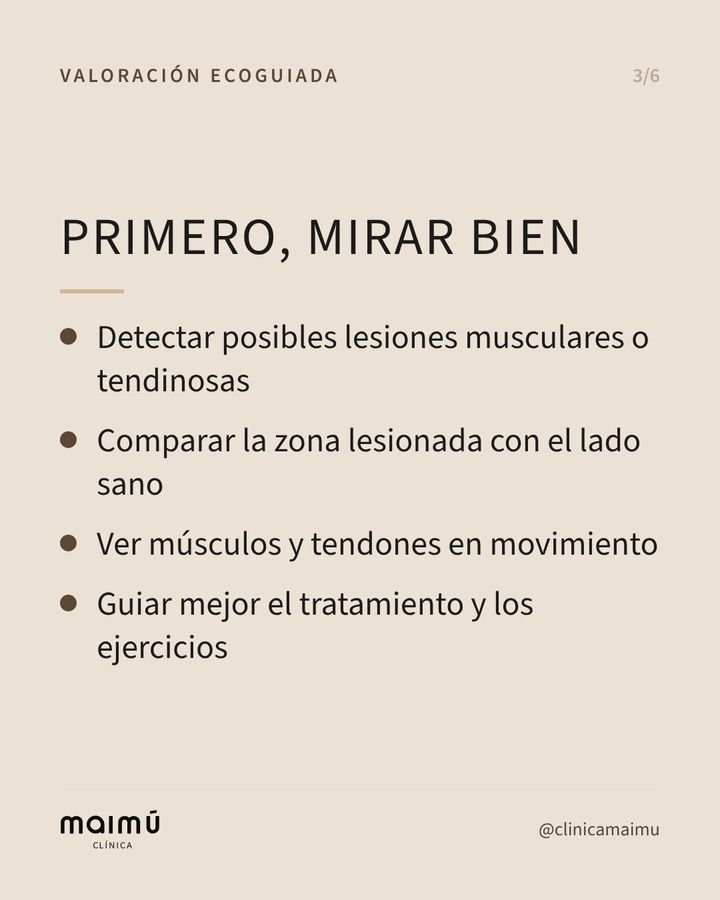 VALORACIÓN ECOGUIADA
3/6
PRIMERO, MIRAR BIEN
Detectar posibles lesiones musculares o
tendinosas
Comparar la zona lesionada con el lado
sano
Ver músculos y tendones en movimiento
Guiar mejor el tratamiento y los
ejercicios
maimú
CLÍNICA
@clinicamaimu